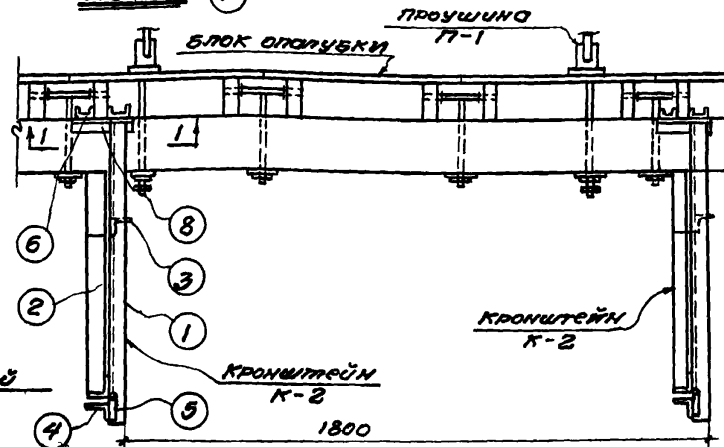 проушина
П-1
блок опалубки
1
1
6
8
3
2
1
кронштейн
К-2
кронштейн
К-2
й
4
5
1800